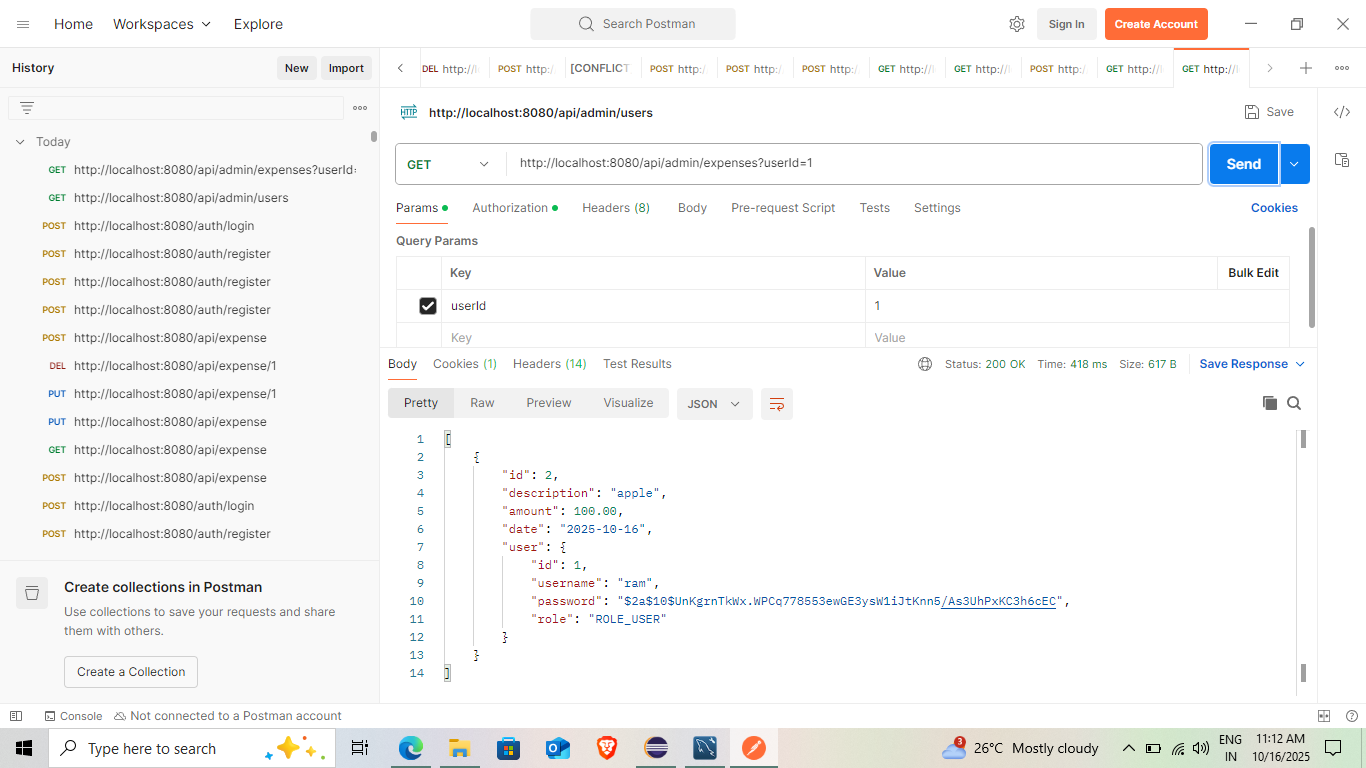 Home
Workspaces
Explore
Search Postman
Sign In
Create Account
History
New
Import
DEL http://l
POST http:/
[CONFLICT
POST http:/
POST http:/
POST http:/
GET http://l
GET http://l
POST http:/
GET http://l
GET http://l
HTTP
http://localhost:8080/api/admin/users
Save
Today
GET http://localhost:8080/api/admin/expenses?userId=
GET http://localhost:8080/api/admin/users
POST http://localhost:8080/auth/login
POST http://localhost:8080/auth/register
POST http://localhost:8080/auth/register
POST http://localhost:8080/auth/register
POST http://localhost:8080/api/expense
DEL http://localhost:8080/api/expense/1
PUT http://localhost:8080/api/expense/1
PUT http://localhost:8080/api/expense
GET http://localhost:8080/api/expense
POST http://localhost:8080/api/expense
POST http://localhost:8080/auth/login
POST http://localhost:8080/auth/register
Create collections in Postman
Use collections to save your requests and share
them with others.
Create a Collection
GET
http://localhost:8080/api/admin/expenses?userId=1
Send
Params
Authorization
Headers (8)
Body
Pre-request Script
Tests
Settings
Cookies
Query Params
Key
Value
Bulk Edit
userId
1
Key
Value
Body
Cookies (1)
Headers (14)
Test Results
Status: 200 OK
Time: 418 ms
Size: 617 B
Save Response
Pretty
Raw
Preview
Visualize
JSON
1 [
2 {
3 "id": 2,
4 "description": "apple",
5 "amount": 100.00,
6 "date": "2025-10-16",
7 "user": {
8 "id": 1,
9 "username": "ram",
10 "password": "$2a$10$UnKgrnTkWx.WPCq778553ewGE3ysW1iJtKnn5/As3UhPxKC3h6cEC",
11 "role": "ROLE_USER"
12 }
13 }
14 ]
Console
Not connected to a Postman account
Type here to search
3
26°C Mostly cloudy
ENG
IN
11:12 AM
10/16/2025